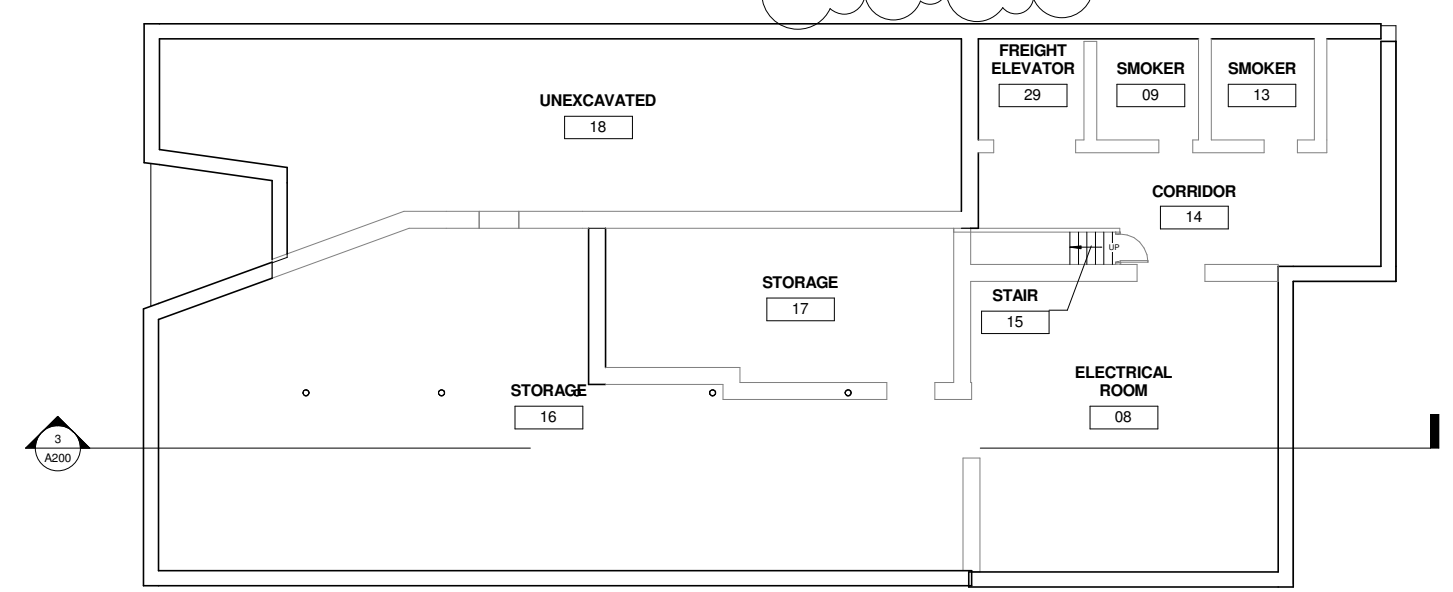 FREIGHT
ELEVATOR
29
SMOKER
09
SMOKER
13
UNEXCAVATED
18
CORRIDOR
14
UP
STORAGE
17
STAIR
15
ELECTRICAL
ROOM
08
STORAGE
16
3
A200